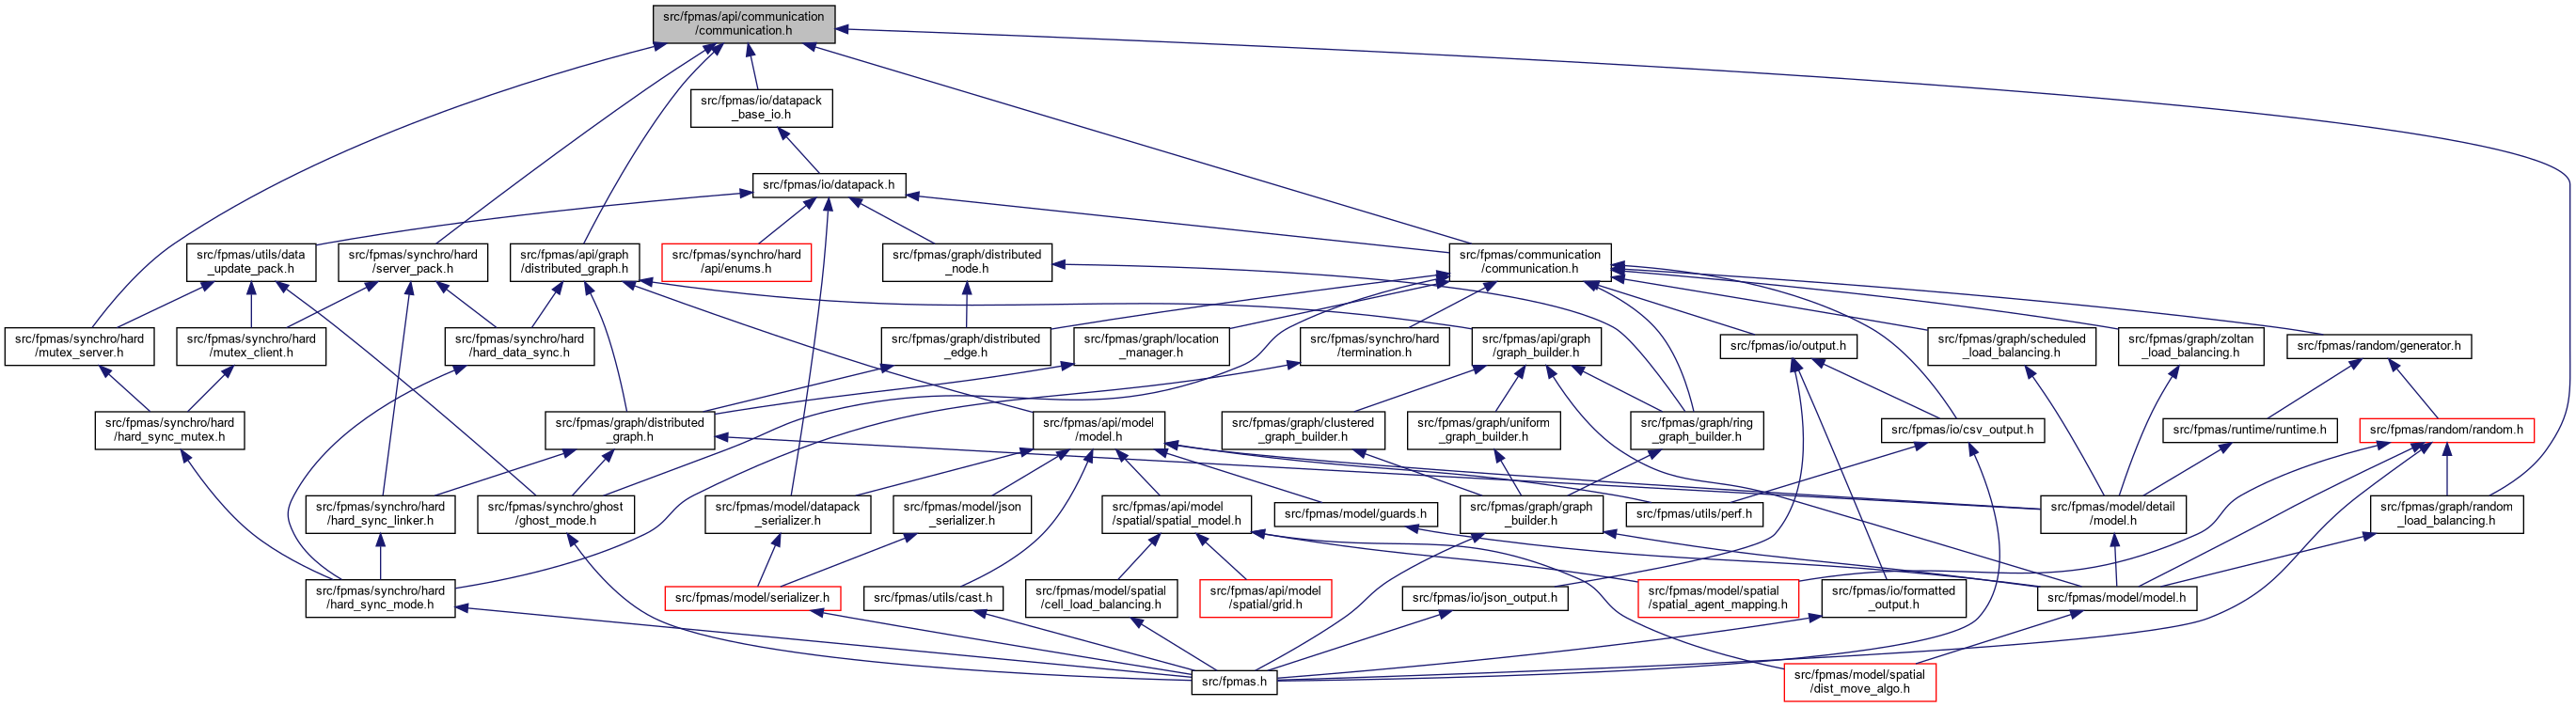 src/fpmas/api/communication
/communication.h
src/fpmas/io/datapack
_base_io.h
src/fpmas/io/datapack.h
src/fpmas/utils/data
_update_pack.h
src/fpmas/synchro/hard
/server_pack.h
src/fpmas/api/graph
/distributed_graph.h
src/fpmas/synchro/hard
/api/enums.h
src/fpmas/graph/distributed
_node.h
src/fpmas/communication
/communication.h
src/fpmas/synchro/hard
/mutex_server.h
src/fpmas/synchro/hard
/mutex_client.h
src/fpmas/synchro/hard
/hard_data_sync.h
src/fpmas/graph/distributed
_edge.h
src/fpmas/graph/location
_manager.h
src/fpmas/synchro/hard
/termination.h
src/fpmas/api/graph
/graph_builder.h
src/fpmas/io/output.h
src/fpmas/graph/scheduled
_load_balancing.h
src/fpmas/graph/zoltan
_load_balancing.h
src/fpmas/random/generator.h
src/fpmas/synchro/hard
/hard_sync_mutex.h
src/fpmas/graph/distributed
_graph.h
src/fpmas/api/model
/model.h
src/fpmas/graph/clustered
_graph_builder.h
src/fpmas/graph/uniform
_graph_builder.h
src/fpmas/graph/ring
_graph_builder.h
src/fpmas/io/csv_output.h
src/fpmas/runtime/runtime.h
src/fpmas/random/random.h
src/fpmas/synchro/hard
/hard_sync_linker.h
src/fpmas/synchro/ghost
/ghost_mode.h
src/fpmas/model/datapack
_serializer.h
src/fpmas/model/json
_serializer.h
src/fpmas/api/model
/spatial/spatial_model.h
src/fpmas/model/guards.h
src/fpmas/graph/graph
_builder.h
src/fpmas/utils/perf.h
src/fpmas/model/detail
/model.h
src/fpmas/graph/random
_load_balancing.h
src/fpmas/synchro/hard
/hard_sync_mode.h
src/fpmas/model/serializer.h
src/fpmas/utils/cast.h
src/fpmas/model/spatial
/cell_load_balancing.h
src/fpmas/api/model
/spatial/grid.h
src/fpmas/io/json_output.h
src/fpmas/model/spatial
/spatial_agent_mapping.h
src/fpmas/io/formatted
_output.h
src/fpmas/model/model.h
src/fpmas.h
src/fpmas/model/spatial
/dist_move_algo.h